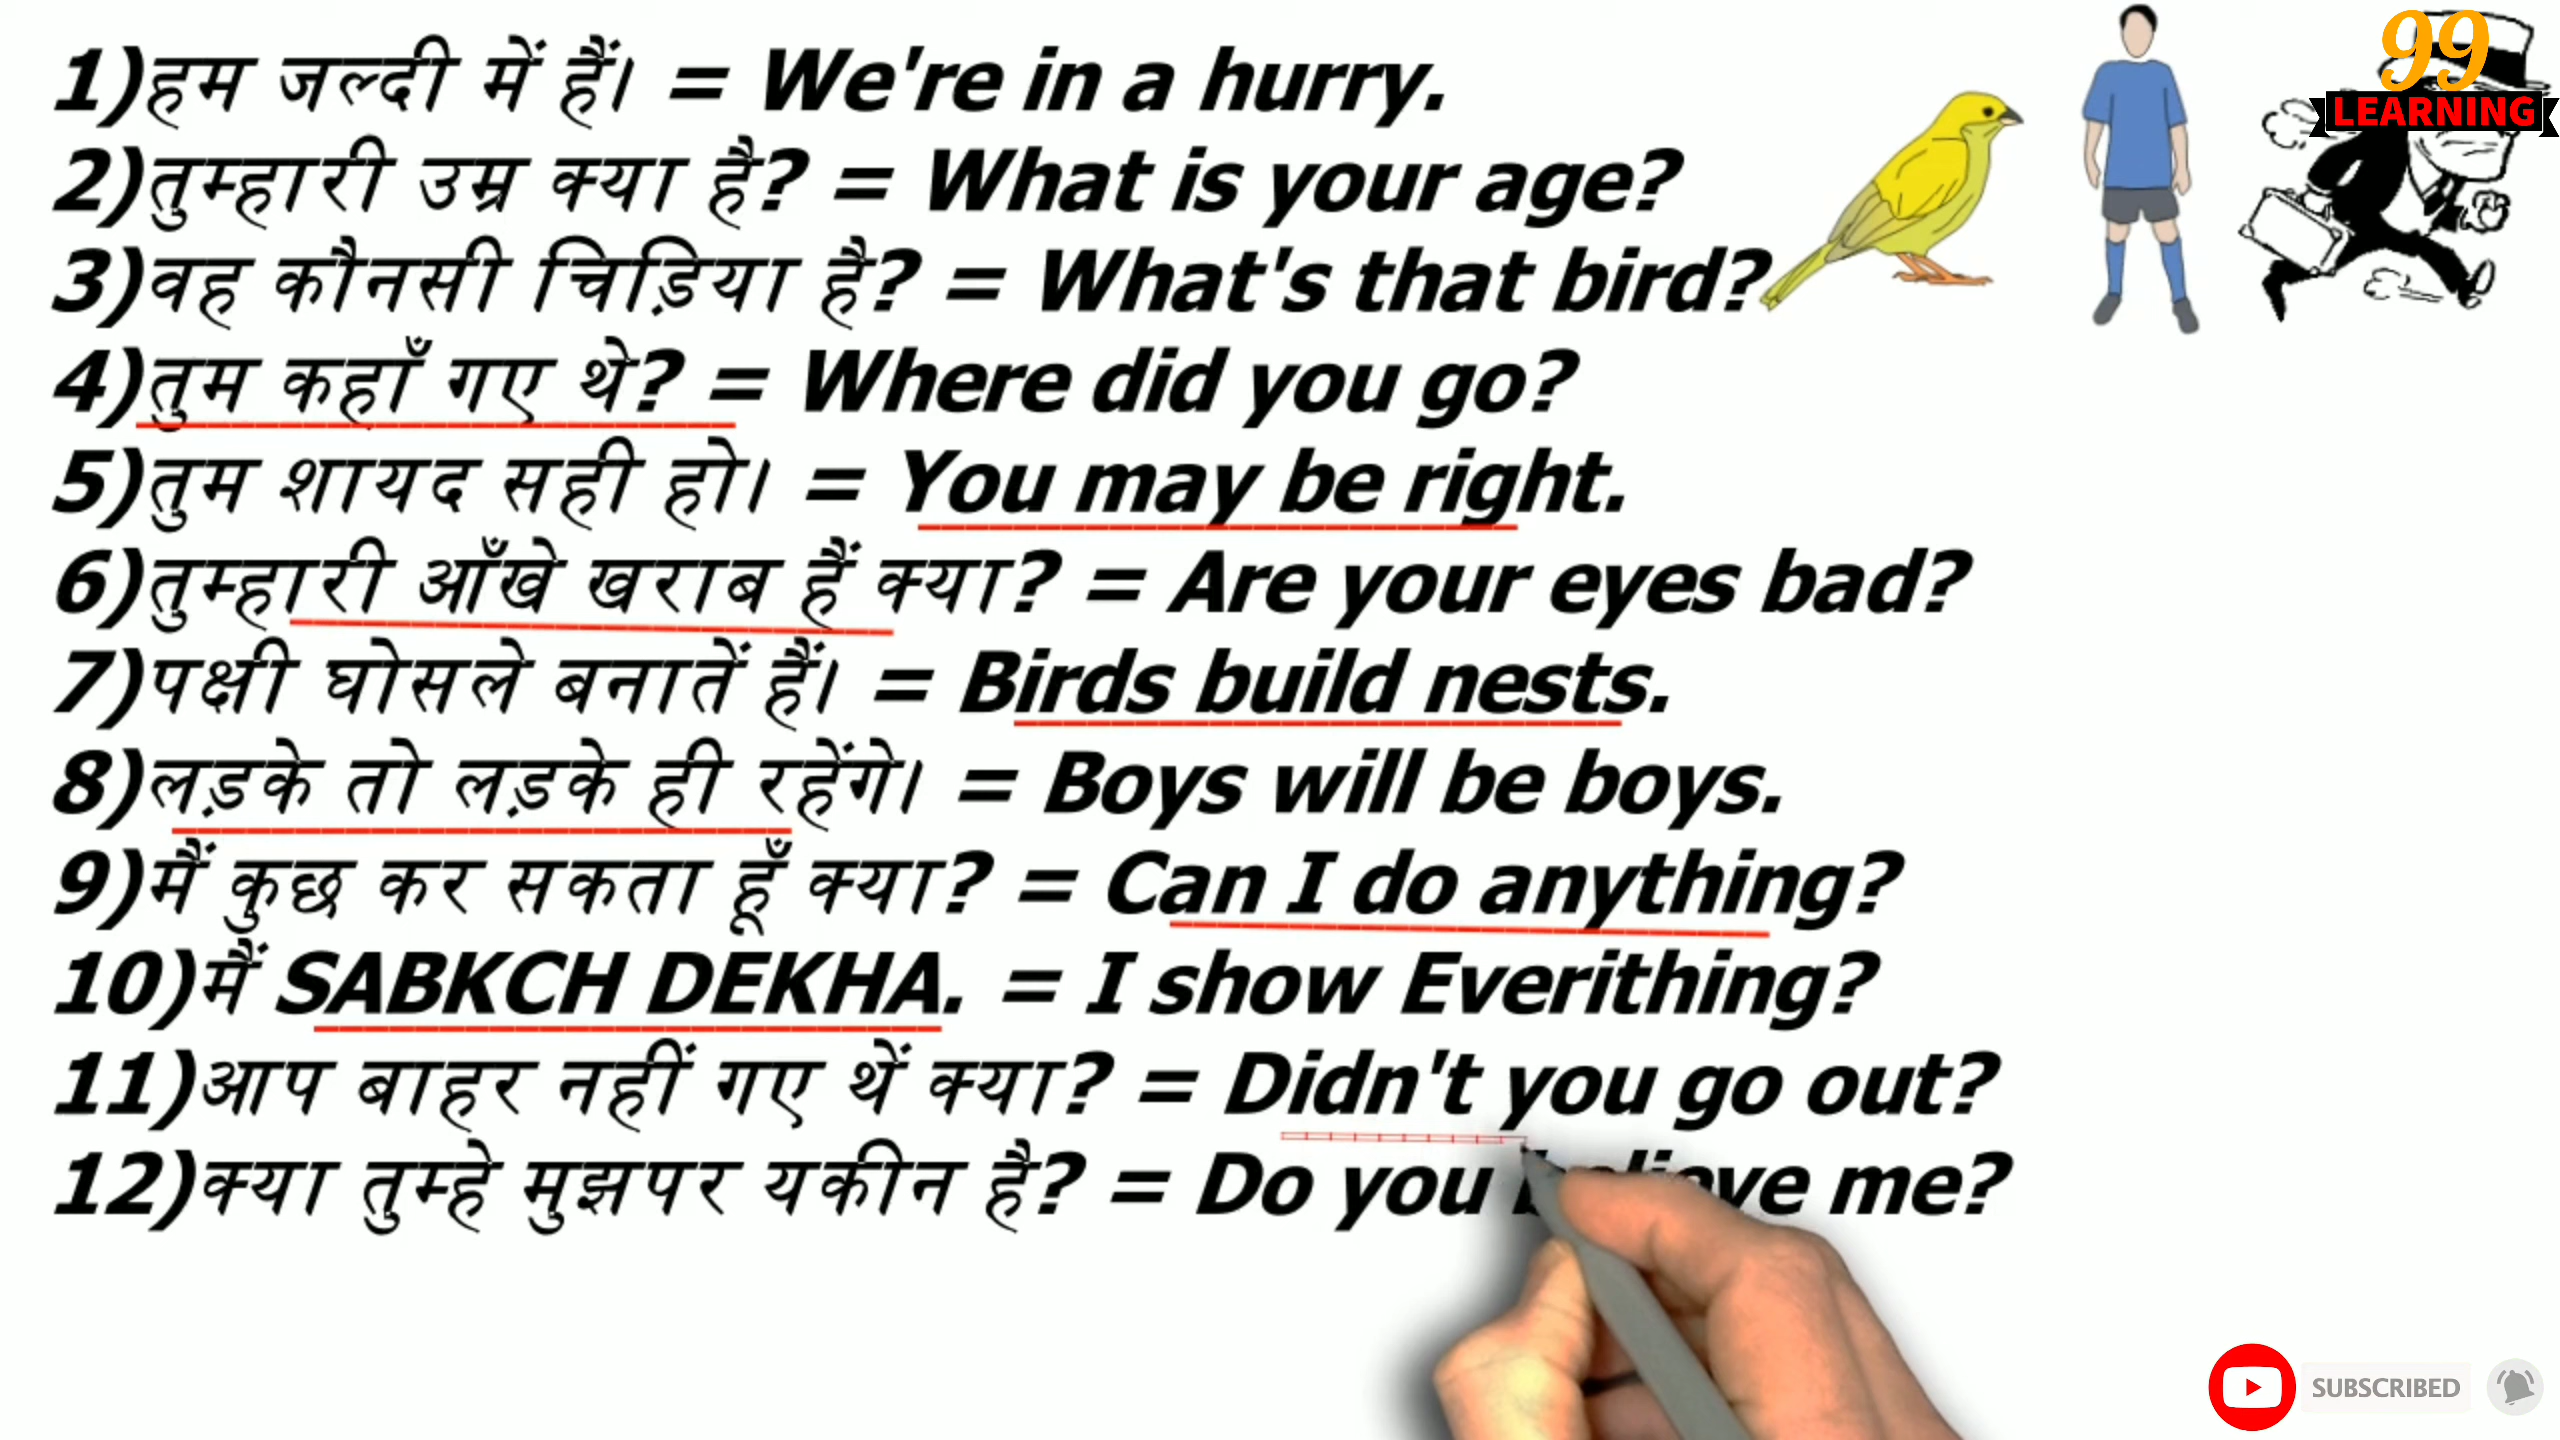 1)हम जल्दी में हैं। = We're in a hurry.
2)तुम्हारी उम्र क्या है? = What is your age?
3)वह कौनसी चिड़िया है? = What's that bird?
4)तुम कहाँ गए थे? = Where did you go?
5)तुम शायद सही हो। = You may be right.
6)तुम्हारी आँखे खराब हैं क्या? = Are your eyes bad?
7)पक्षी घोसले बनातें हैं। = Birds build nests.
8)लड़के तो लड़के ही रहेंगे। = Boys will be boys.
9)मैं कुछ कर सकता हूँ क्या? = Can I do anything?
10)मैं SABKCH DEKHA. = I show Everithing?
11)आप बाहर नहीं गए थें क्या? = Didn't you go out?
12)क्या तुम्हे मुझपर यकीन है? = Do you believe me?
99
LEARNING
SUBSCRIBED